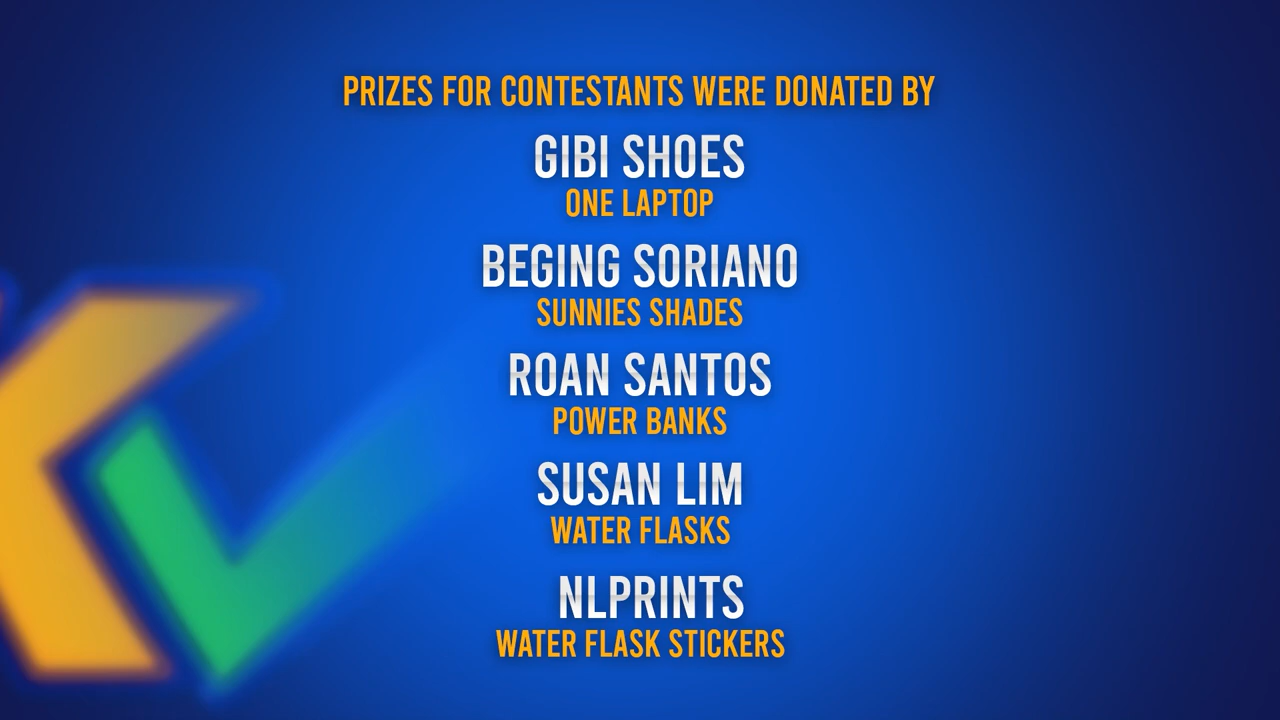 PRIZES FOR CONTESTANTS WERE DONATED BY
GIBI SHOES
ONE LAPTOP
BEGING SORIANO
SUNNIES SHADES
ROAN SANTOS
POWER BANKS
SUSAN LIM
WATER FLASKS
NLPRINTS
WATER FLASK STICKERS